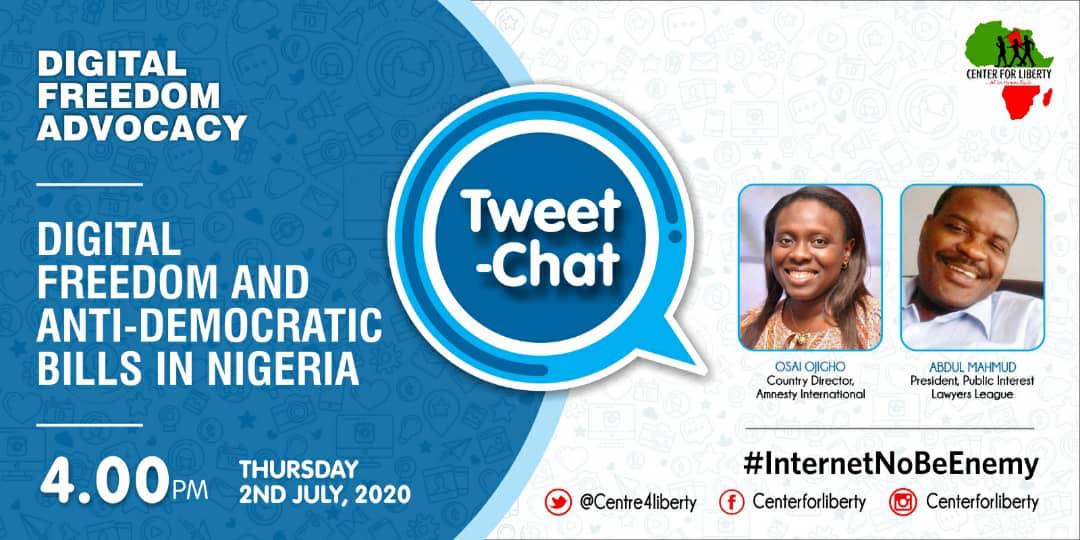 DIGITAL
FREEDOM
ADVOCACY
DIGITAL
FREEDOM AND
ANTI-DEMOCRATIC
BILLS IN NIGERIA
4.00PM
THURSDAY
2ND JULY, 2020
Tweet
-Chat
CENTER FOR LIBERTY
OSAI OJIGHO
Country Director,
Amnesty International
ABDUL MAHMUD
President, Public Interest
Lawyers League
#InternetNoBeEnemy
@Centre4liberty
Centerforliberty
Centerforliberty